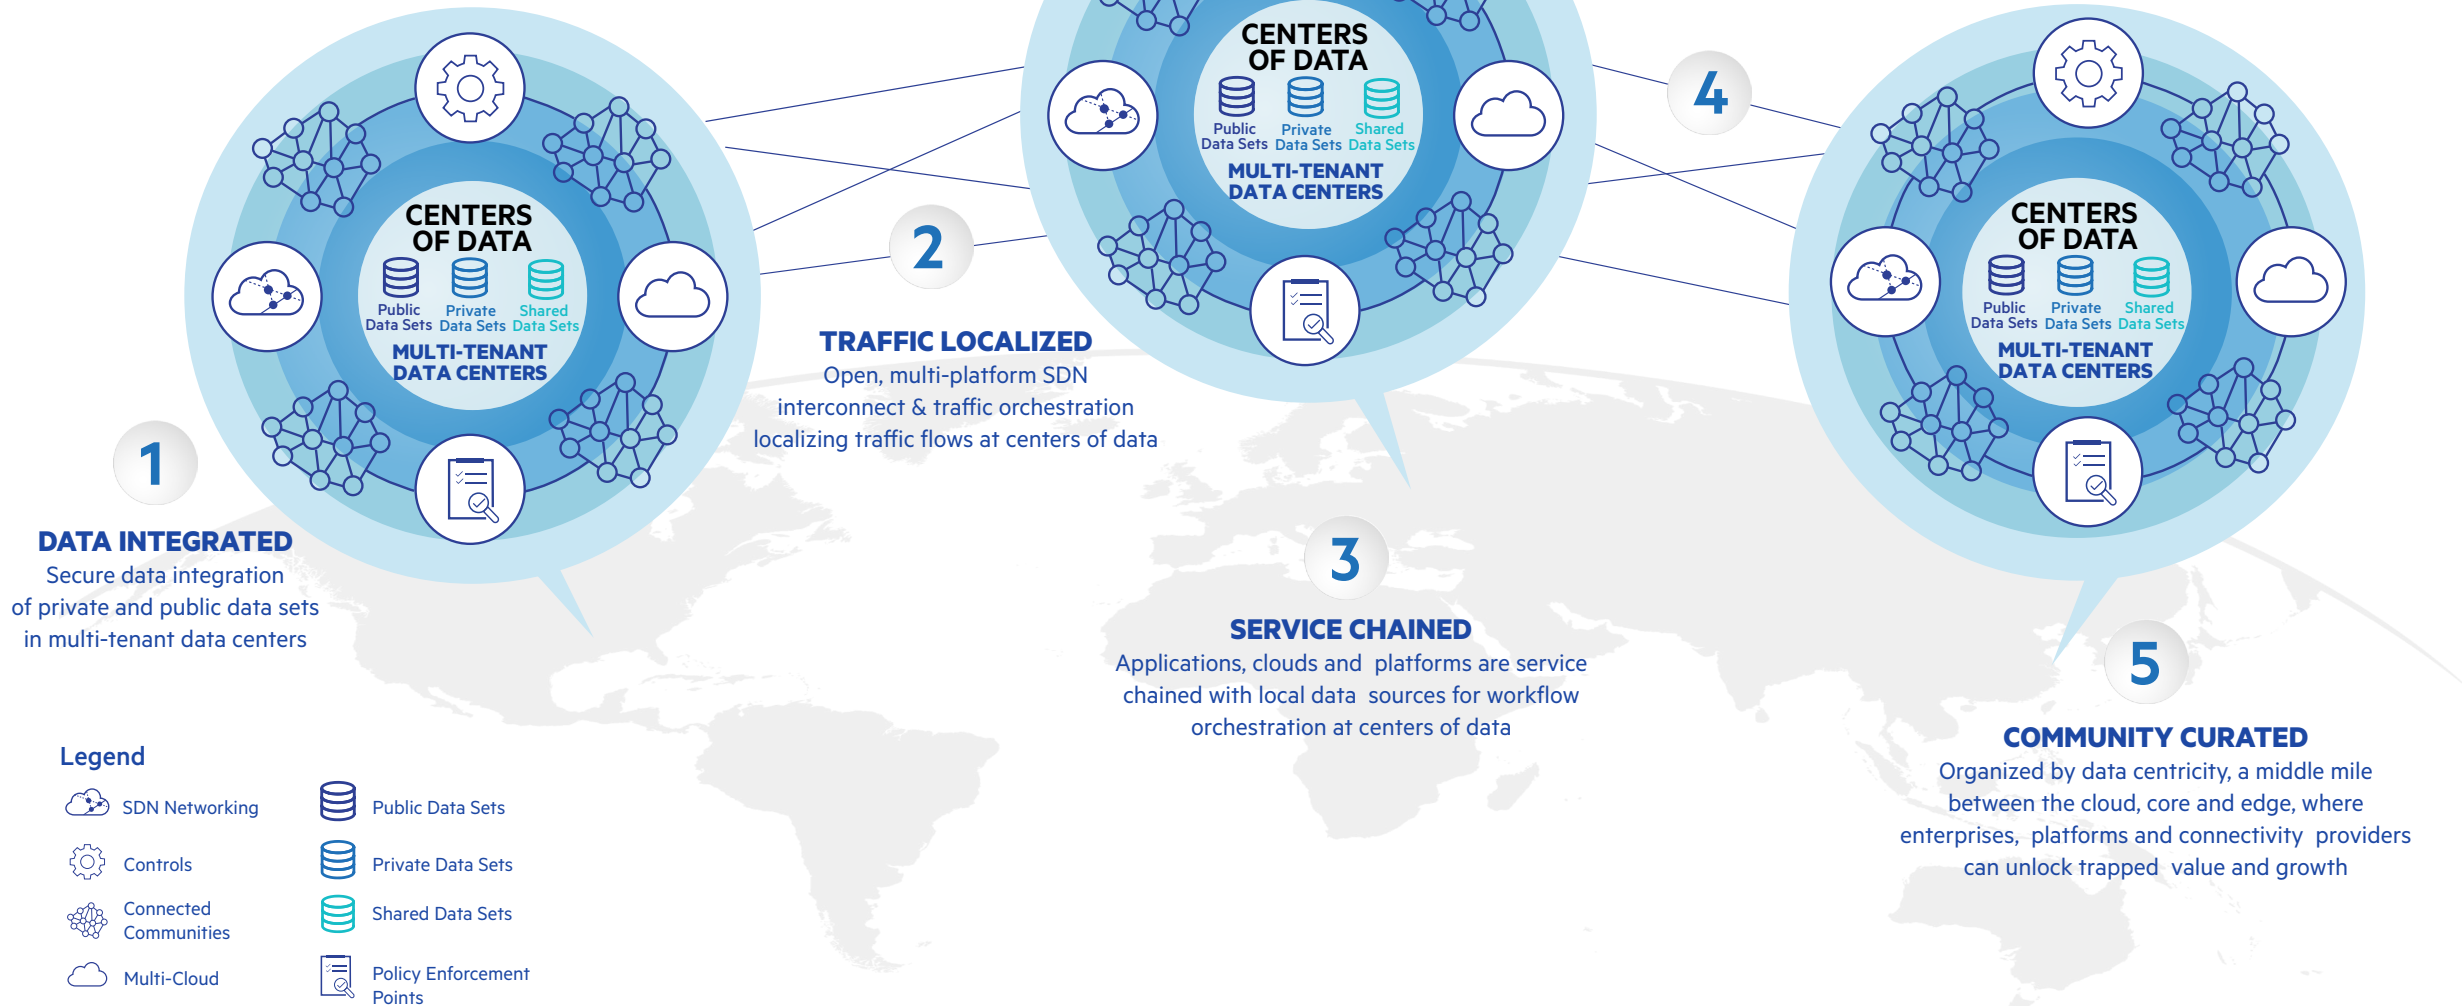 CENTERS
OF DATA
Public
Data Sets
Private
Data Sets
Shared
Data Sets
MULTI-TENANT
DATA CENTERS
1
DATA INTEGRATED
Secure data integration
of private and public data sets
in multi-tenant data centers
2
TRAFFIC LOCALIZED
Open, multi-platform SDN
interconnect & traffic orchestration
localizing traffic flows at centers of data
CENTERS
OF DATA
Public
Data Sets
Private
Data Sets
Shared
Data Sets
MULTI-TENANT
DATA CENTERS
3
SERVICE CHAINED
Applications, clouds and platforms are service
chained with local data sources for workflow
orchestration at centers of data
4
CENTERS
OF DATA
Public
Data Sets
Private
Data Sets
Shared
Data Sets
MULTI-TENANT
DATA CENTERS
5
COMMUNITY CURATED
Organized by data centricity, a middle mile
between the cloud, core and edge, where
enterprises, platforms and connectivity providers
can unlock trapped value and growth
Legend
SDN Networking
Controls
Connected
Communities
Multi-Cloud
Public Data Sets
Private Data Sets
Shared Data Sets
Policy Enforcement
Points